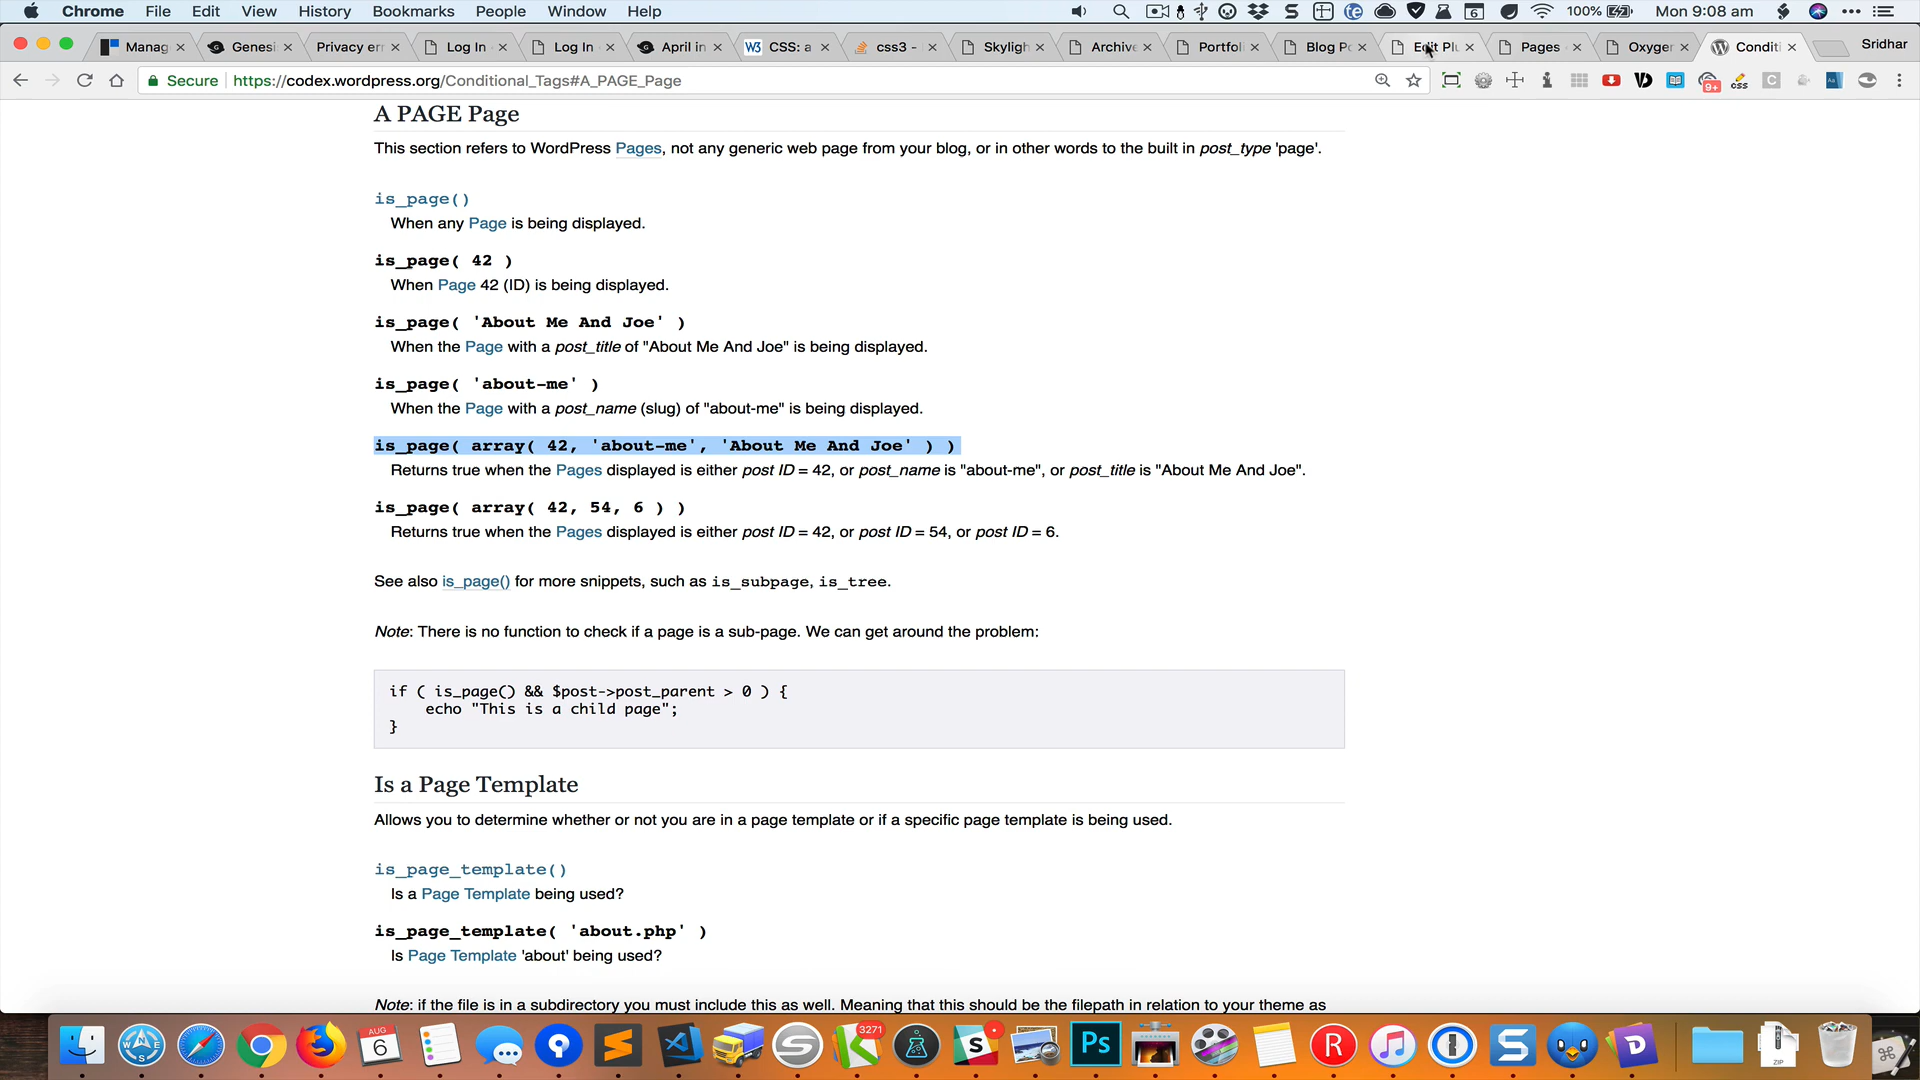 Chrome File Edit View History Bookmarks People Window Help 100% Mon 9:08 am
Manag Genesi Privacy err Log In Log In April in W3 CSS: a css3 - Skyligh Archive Portfoli Blog Po Edit Plu Pages Oxyger Conditi Sridhar
Secure https://codex.wordpress.org/Conditional_Tags#A_PAGE_Page
A PAGE Page
This section refers to WordPress Pages, not any generic web page from your blog, or in other words to the built in post_type 'page'.
is_page()
When any Page is being displayed.
is_page( 42 )
When Page 42 (ID) is being displayed.
is_page( 'About Me And Joe' )
When the Page with a post_title of "About Me And Joe" is being displayed.
is_page( 'about-me' )
When the Page with a post_name (slug) of "about-me" is being displayed.
is_page( array( 42, 'about-me', 'About Me And Joe' ) )
Returns true when the Pages displayed is either post ID = 42, or post_name is "about-me", or post_title is "About Me And Joe".
is_page( array( 42, 54, 6 ) )
Returns true when the Pages displayed is either post ID = 42, or post ID = 54, or post ID = 6.
See also is_page() for more snippets, such as is_subpage, is_tree.
Note: There is no function to check if a page is a sub-page. We can get around the problem:
if ( is_page() && $post->post_parent > 0 ) {
echo "This is a child page";
}
Is a Page Template
Allows you to determine whether or not you are in a page template or if a specific page template is being used.
is_page_template()
Is a Page Template being used?
is_page_template( 'about.php' )
Is Page Template 'about' being used?
Note: if the file is in a subdirectory you must include this as well. Meaning that this should be the filepath in relation to your theme as
AUG
6
3271
Ps
ZIP